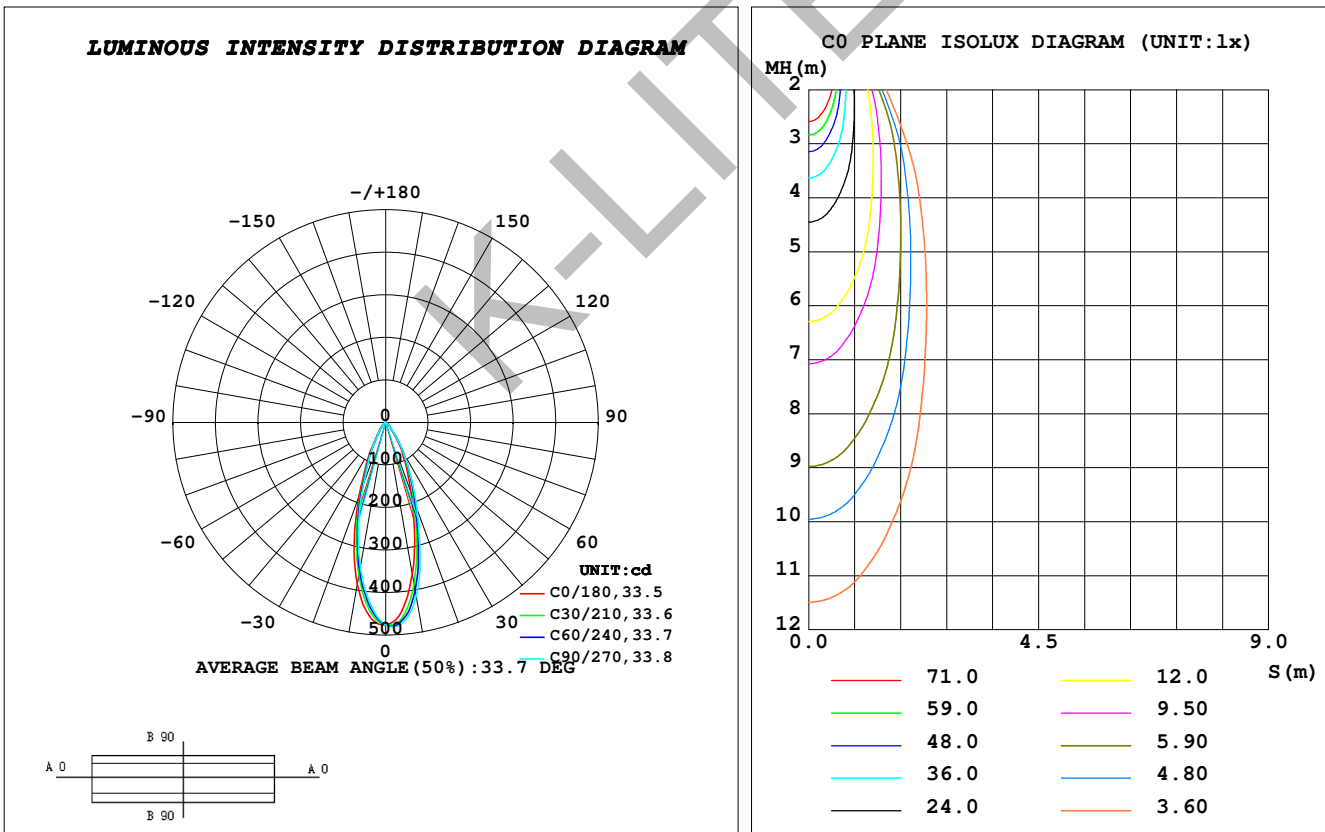 LUMINOUS INTENSITY DISTRIBUTION DIAGRAM
-/+180
-150 150
-120 120
-90 90
-60 60
-30 30
0
0
100
200
300
400
500
UNIT:cd
C0/180,33.5
C30/210,33.6
C60/240,33.7
C90/270,33.8
AVERAGE BEAM ANGLE(50%):33.7 DEG
B 90
A 0 A 0
B 90
C0 PLANE ISOLUX DIAGRAM (UNIT:lx)
MH(m)
2
3
4
5
6
7
8
9
10
11
12
0.0 4.5 9.0
S(m)
71.0 12.0
59.0 9.50
48.0 5.90
36.0 4.80
24.0 3.60
K-LITE